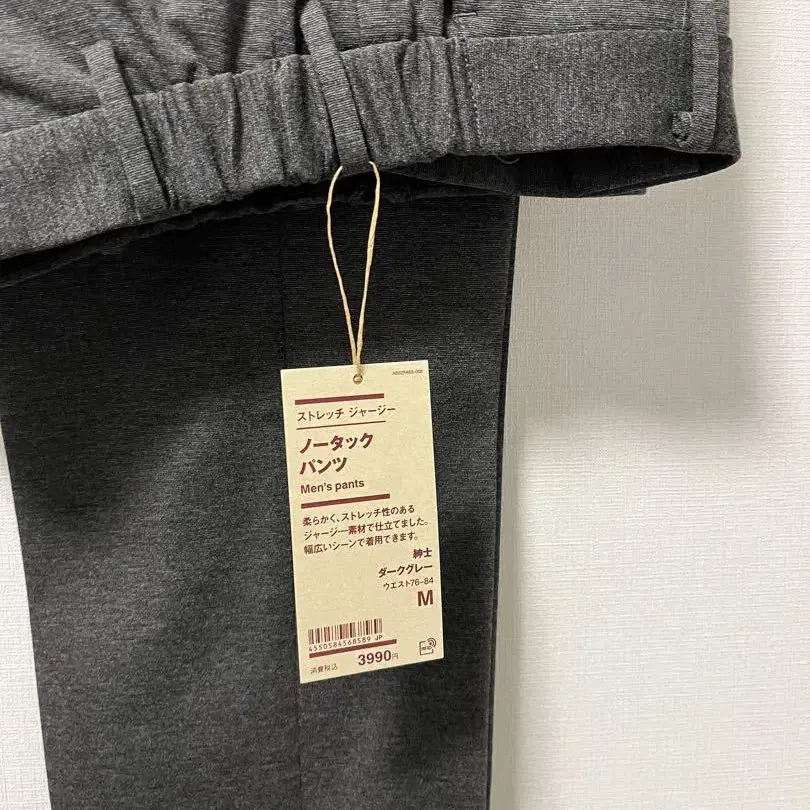 ストレッチ ジャージー
ノータック
パンツ
Men's pants
柔らかく、ストレッチ性のある
ジャージー素材で仕立てました。
幅広いシーンで着用できます。
紳士
ダークグレー
ウエスト76-84
M
4550584568589 JP
消費税込 3990円